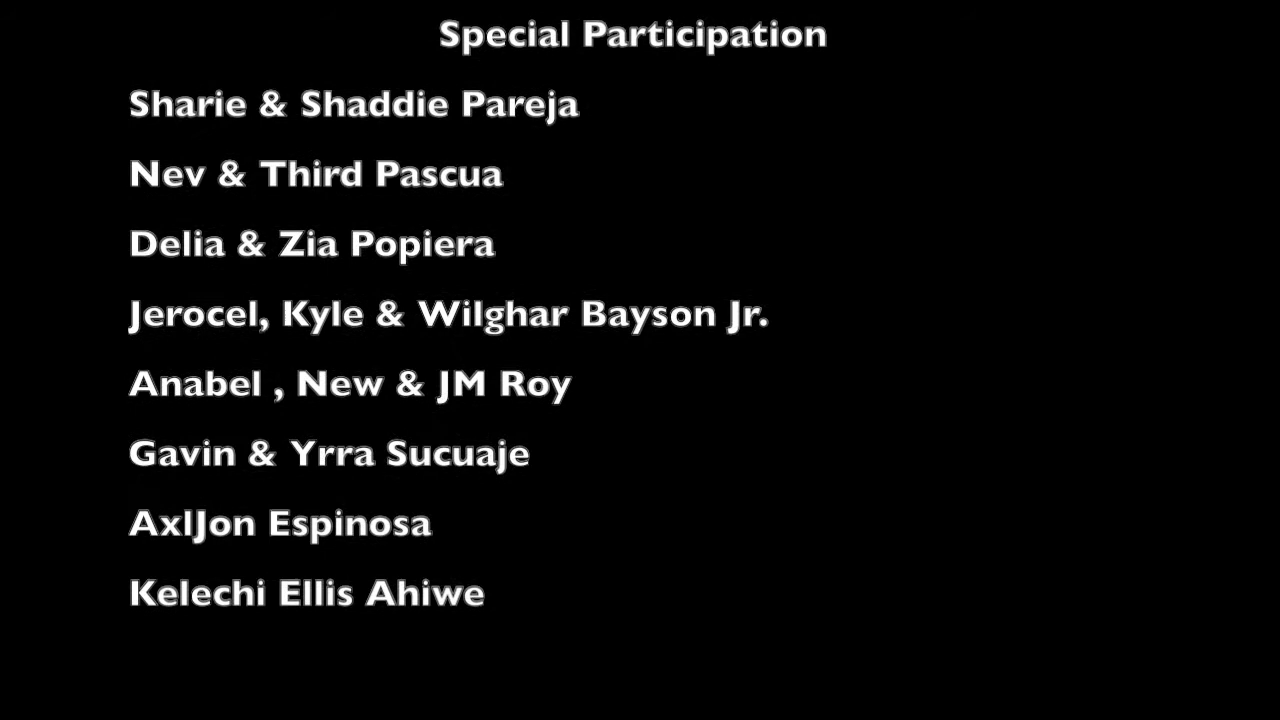 Special Participation
Sharie & Shaddie Pareja
Nev & Third Pascua
Delia & Zia Popiera
Jerocel, Kyle & Wilghar Bayson Jr.
Anabel , New & JM Roy
Gavin & Yrra Sucuaje
AxlJon Espinosa
Kelechi Ellis Ahiwe